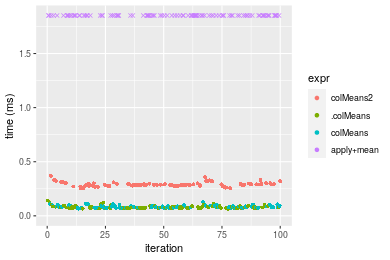 1.5
1.0
0.5
0.0
time (ms)
0
25
50
75
100
iteration
expr
colMeans2
.colMeans
colMeans
apply+mean